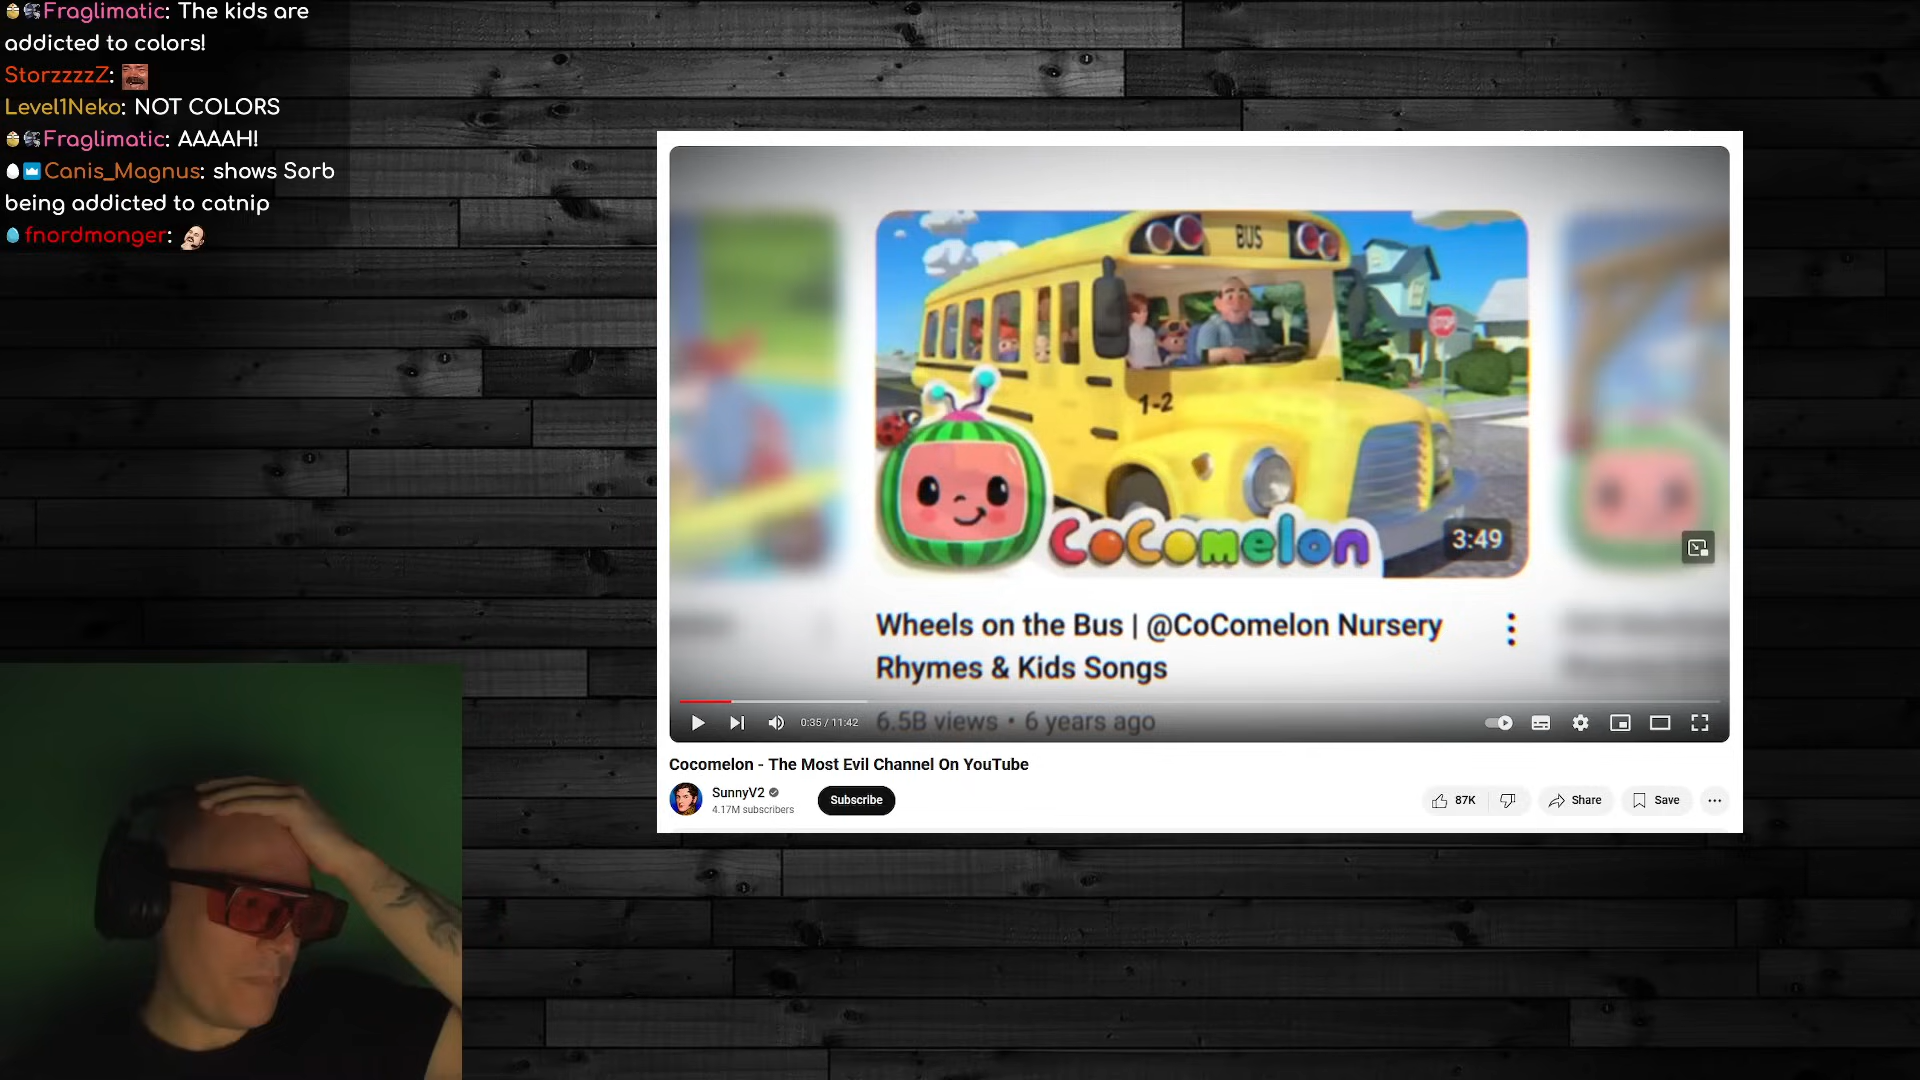 Fraglimatic: The kids are
addicted to colors!
StorzzzzZ:
Level1Neko: NOT COLORS
Fraglimatic: AAAAH!
Canis_Magnus: shows Sorb
being addicted to catnip
fnordmonger:
BUS
1-2
CoComelon
3:49
Wheels on the Bus | @CoComelon Nursery
Rhymes & Kids Songs
0:35 / 11:42
6.5B views • 6 years ago
Cocomelon - The Most Evil Channel On YouTube
SunnyV2
4.17M subscribers
Subscribe
87K
Share
Save